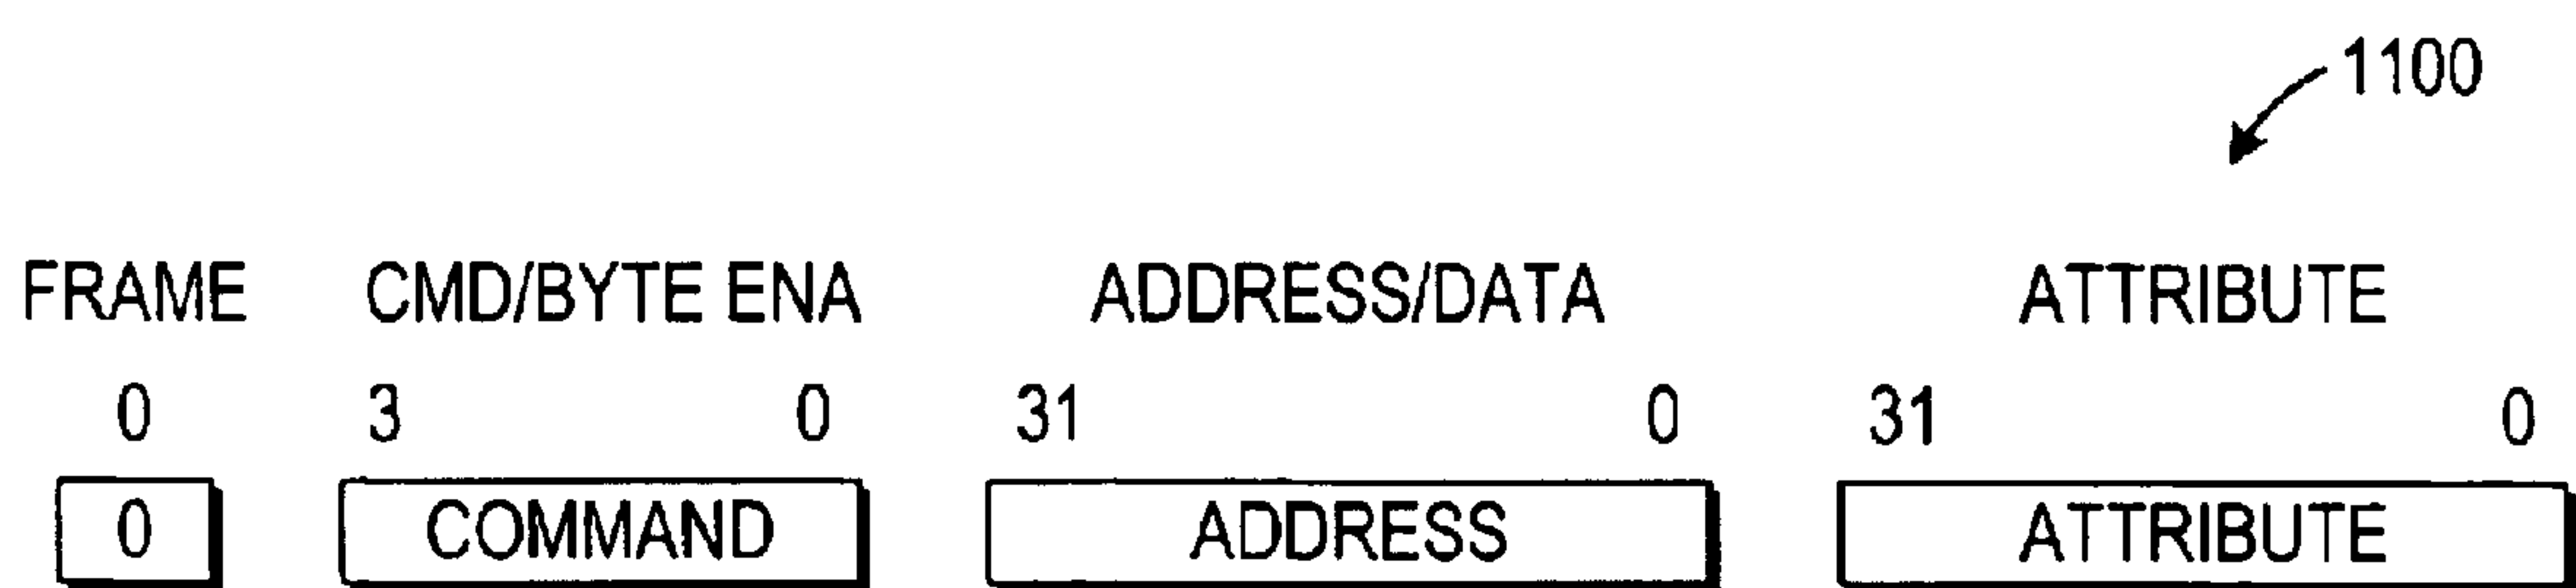 1100
FRAME CMD/BYTE ENA ADDRESS/DATA ATTRIBUTE
0 3 0 31 0 31 0
0 COMMAND ADDRESS ATTRIBUTE